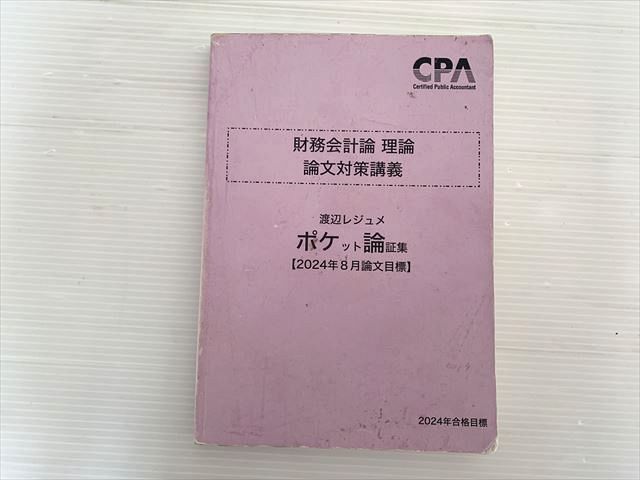 CPA
Certified Public Accountant
財務会計論 理論
論文対策講義
渡辺レジュメ
ポケット論証集
【2024年8月論文目標】
2024年合格目標